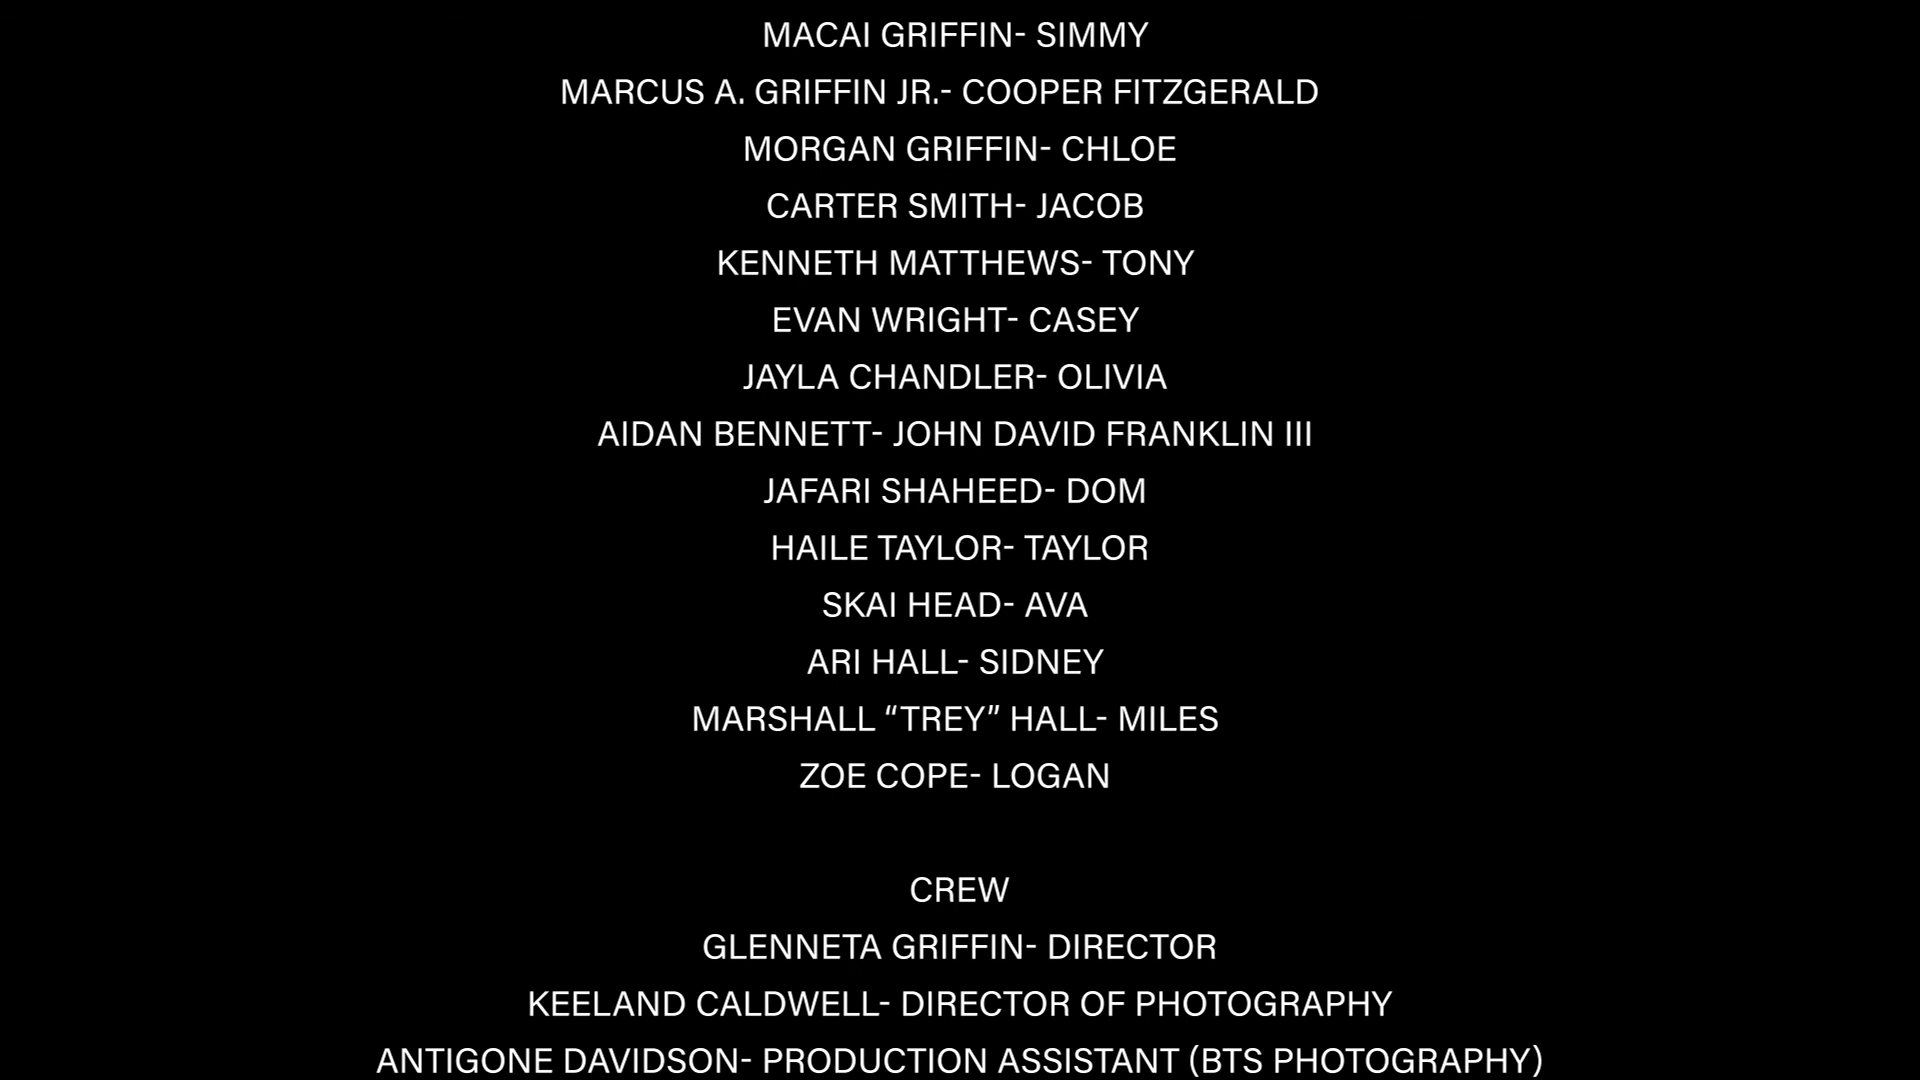 MACAI GRIFFIN- SIMMY
MARCUS A. GRIFFIN JR.- COOPER FITZGERALD
MORGAN GRIFFIN- CHLOE
CARTER SMITH- JACOB
KENNETH MATTHEWS- TONY
EVAN WRIGHT- CASEY
JAYLA CHANDLER- OLIVIA
AIDAN BENNETT- JOHN DAVID FRANKLIN III
JAFARI SHAHEED- DOM
HAILE TAYLOR- TAYLOR
SKAI HEAD- AVA
ARI HALL- SIDNEY
MARSHALL “TREY” HALL- MILES
ZOE COPE- LOGAN
CREW
GLENNETA GRIFFIN- DIRECTOR
KEELAND CALDWELL- DIRECTOR OF PHOTOGRAPHY
ANTIGONE DAVIDSON- PRODUCTION ASSISTANT (BTS PHOTOGRAPHY)